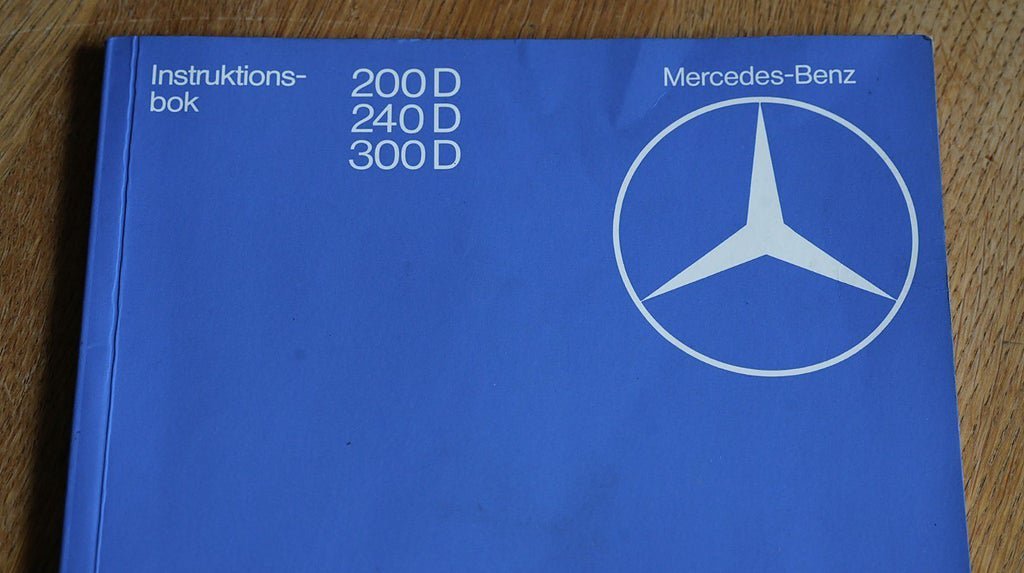 Instruktions-
bok
200 D
240 D
300 D
Mercedes-Benz